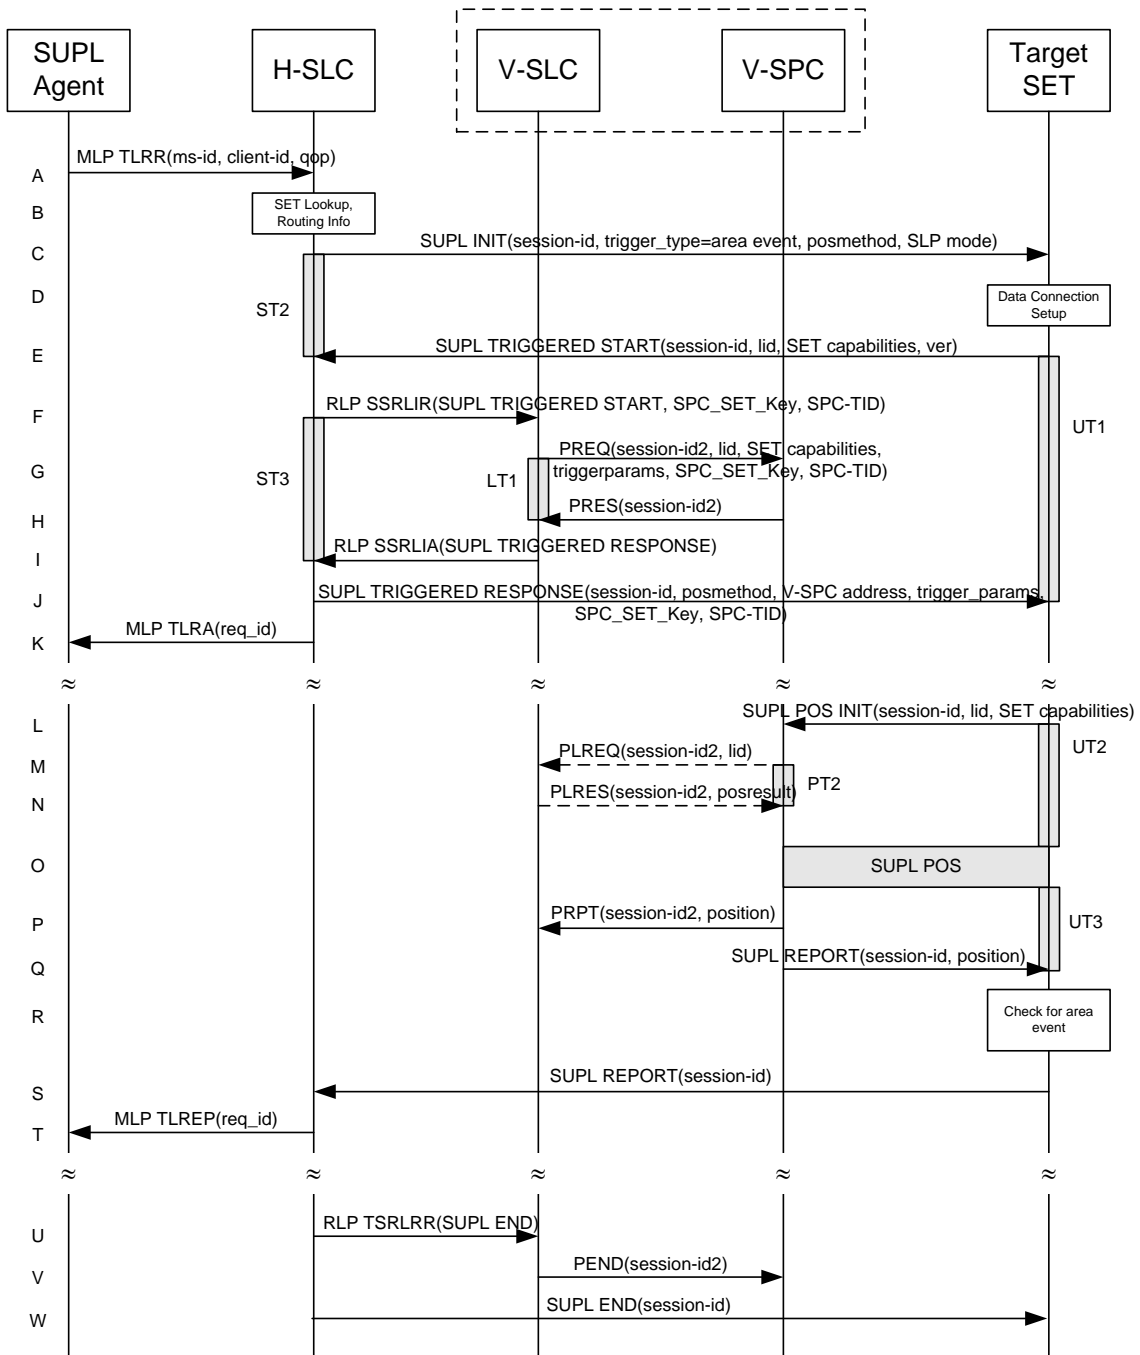 SUPL
Agent
H-SLC
V-SLC
V-SPC
Target
SET
A
MLP TLRR(ms-id, client-id, qop)
B
SET Lookup,
Routing Info
C
SUPL INIT(session-id, trigger_type=area event, posmethod, SLP mode)
D
ST2
Data Connection
Setup
E
SUPL TRIGGERED START(session-id, lid, SET capabilities, ver)
F
RLP SSRLIR(SUPL TRIGGERED START, SPC_SET_Key, SPC-TID)
UT1
G
ST3
LT1
PREQ(session-id2, lid, SET capabilities,
triggerparams, SPC_SET_Key, SPC-TID)
H
PRES(session-id2)
I
RLP SSRLIA(SUPL TRIGGERED RESPONSE)
J
SUPL TRIGGERED RESPONSE(session-id, posmethod, V-SPC address, trigger_params,
SPC_SET_Key, SPC-TID)
K
MLP TLRA(req_id)
≈ ≈ ≈ ≈ ≈
L
SUPL POS INIT(session-id, lid, SET capabilities)
UT2
M
PLREQ(session-id2, lid)
PT2
N
PLRES(session-id2, posresult)
O
SUPL POS
P
PRPT(session-id2, position)
UT3
Q
SUPL REPORT(session-id, position)
R
Check for area
event
S
SUPL REPORT(session-id)
T
MLP TLREP(req_id)
≈ ≈ ≈ ≈ ≈
U
RLP TSRLRR(SUPL END)
V
PEND(session-id2)
W
SUPL END(session-id)